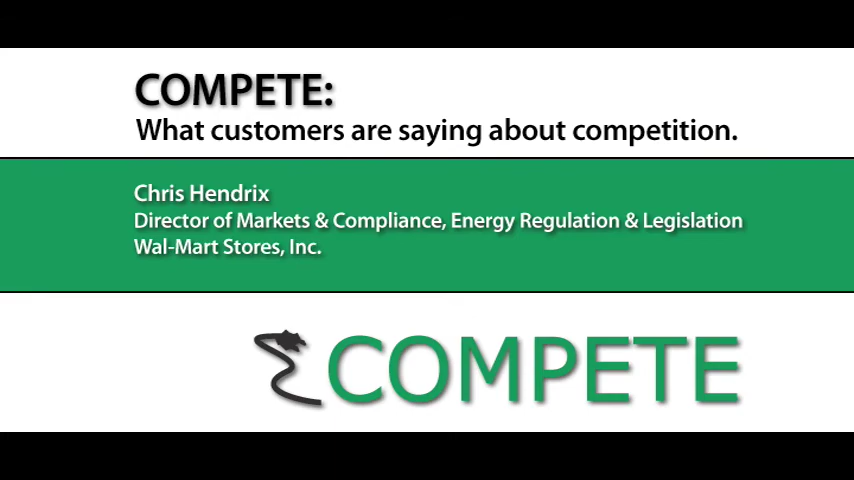 COMPETE:
What customers are saying about competition.
Chris Hendrix
Director of Markets & Compliance, Energy Regulation & Legislation
Wal-Mart Stores, Inc.
COMPETE